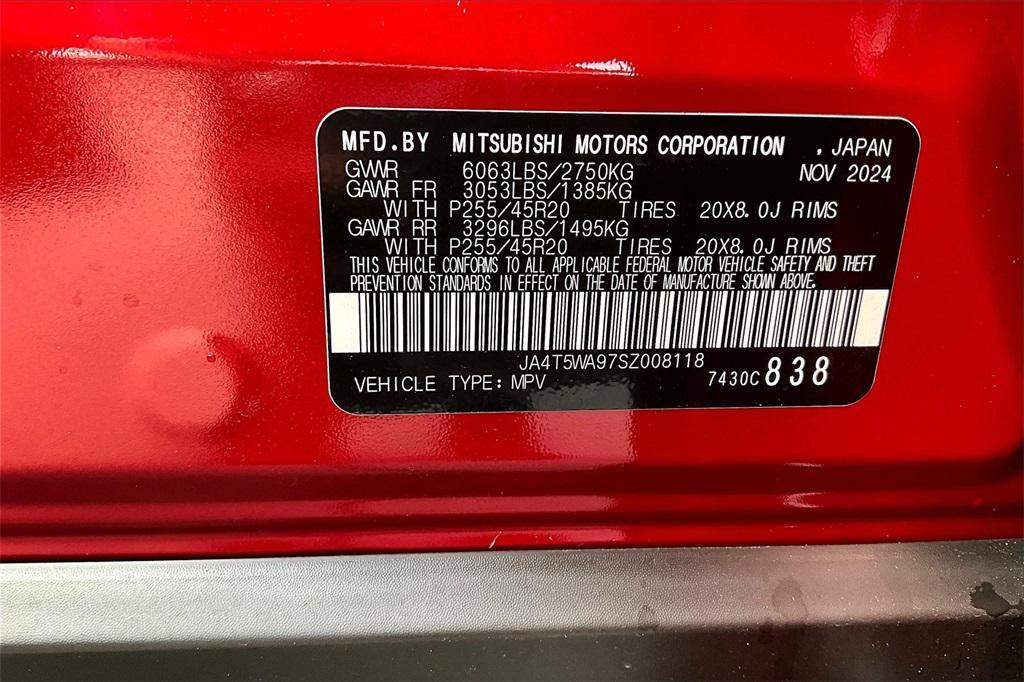 MFD.BY MITSUBISHI MOTORS CORPORATION , JAPAN
GVWR 6063LBS/2750KG NOV 2024
GAWR FR 3053LBS/1385KG
WITH P255/45R20 TIRES 20X8.0J RIMS
GAWR RR 3296LBS/1495KG
WITH P255/45R20 TIRES 20X8.0J RIMS
THIS VEHICLE CONFORMS TO ALL APPLICABLE FEDERAL MOTOR VEHICLE SAFETY AND THEFT
PREVENTION STANDARDS IN EFFECT ON THE DATE OF MANUFACTURE SHOWN ABOVE.
JA4T5WA97SZ008118
VEHICLE TYPE: MPV 7430C 838